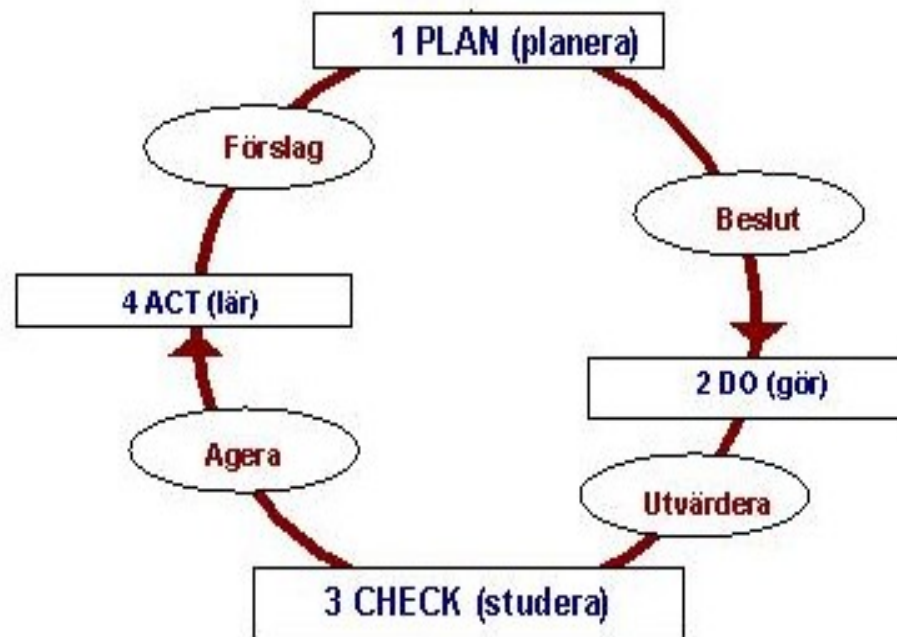 1 PLAN (planera)
Förslag
Beslut
4 ACT (lär)
2 DO (gör)
Agera
Utvärdera
3 CHECK (studera)